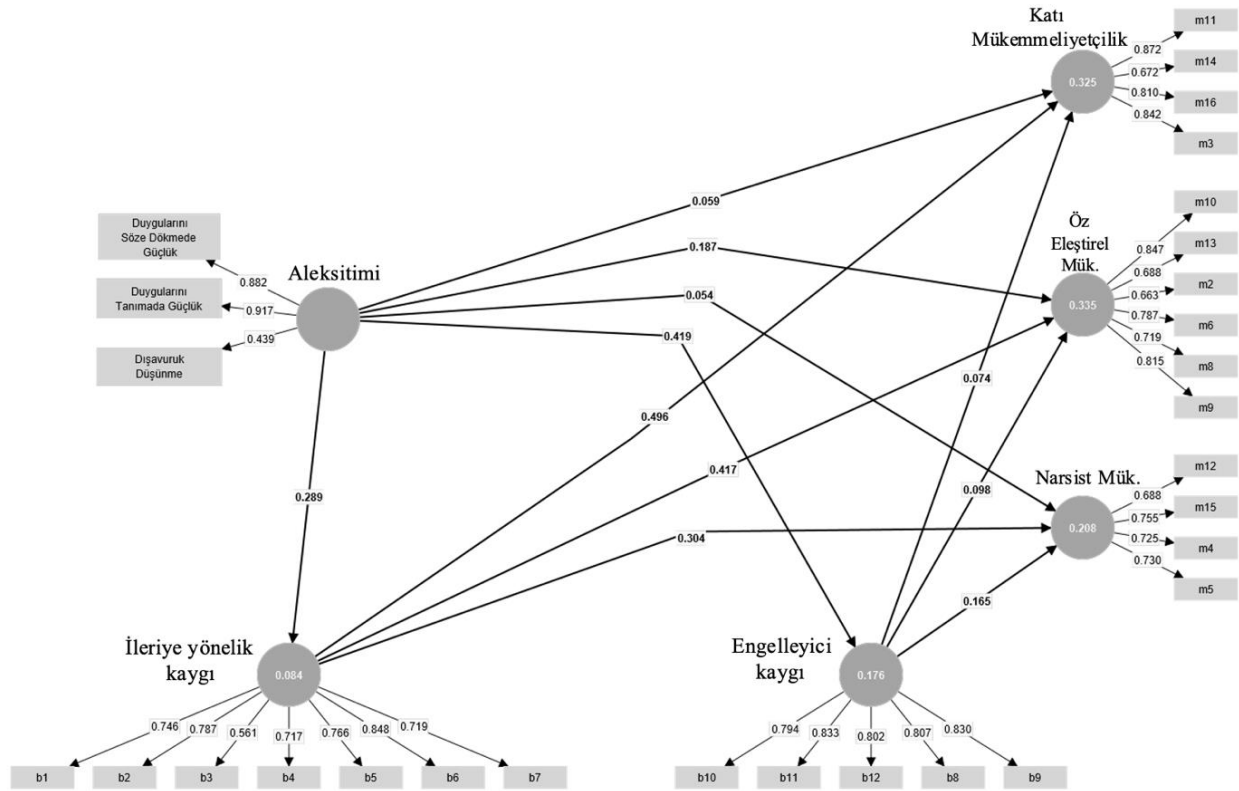 Katı
Mükemmeliyetçilik
0.325
0.872
0.672
0.810
0.842
m11
m14
m16
m3
Duygularını
Söze Dökmede
Güçlük
Duygularını
Tanımada Güçlük
Dışavuruk
Düşünme
0.882
0.917
0.439
Aleksitimi
0.059
0.187
0.054
0.419
0.289
Öz
Eleştirel
Mük.
0.335
0.847
0.688
0.663
0.787
0.719
0.815
m10
m13
m2
m6
m8
m9
0.496
0.417
0.304
0.074
0.098
0.165
Narsist Mük.
0.208
0.688
0.755
0.725
0.730
m12
m15
m4
m5
İleriye yönelik
kaygı
0.084
0.746
0.787
0.561
0.717
0.766
0.848
0.719
b1
b2
b3
b4
b5
b6
b7
Engelleyici
kaygı
0.176
0.794
0.833
0.802
0.807
0.830
b10
b11
b12
b8
b9